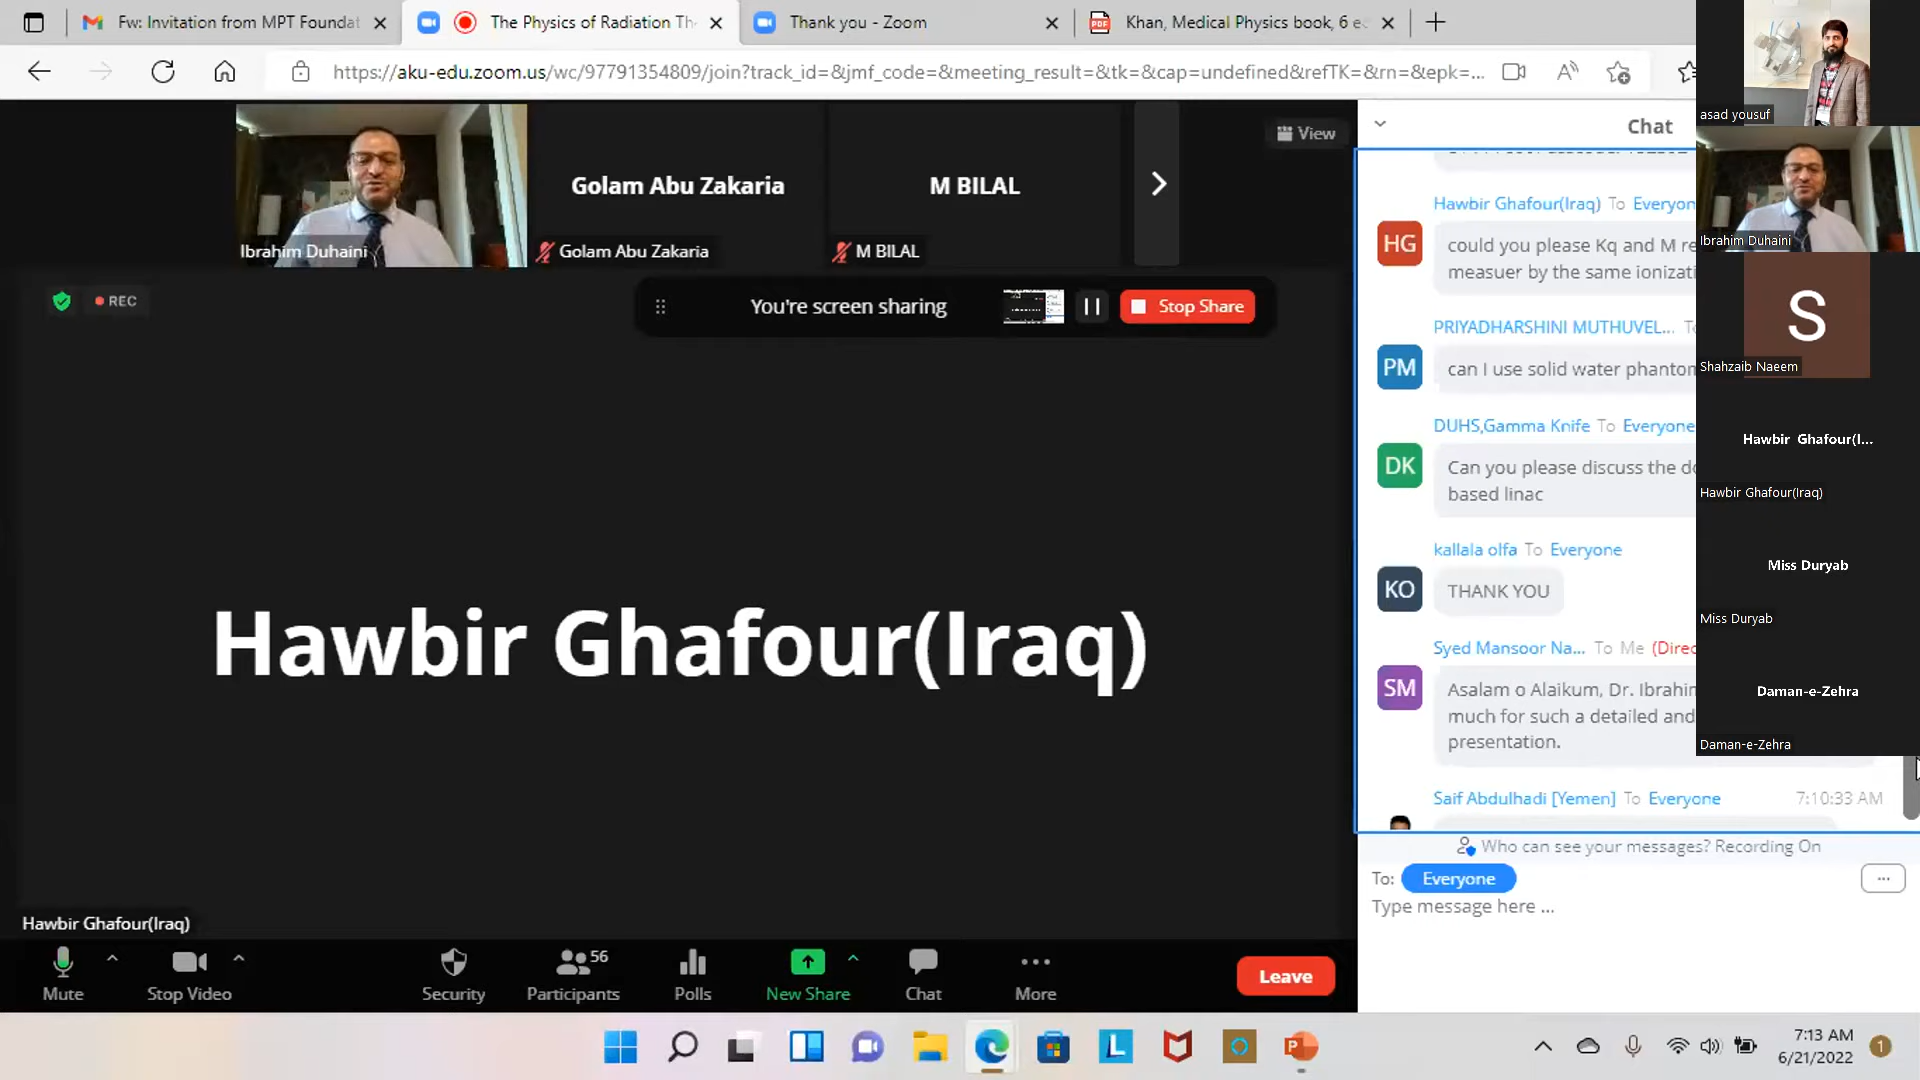 Fw: Invitation from MPT Foundat
The Physics of Radiation Th
Thank you - Zoom
Khan, Medical Physics book, 6 ed
https://aku-edu.zoom.us/wc/97791354809/join?track_id=&jmf_code=&meeting_result=&tk=&cap=undefined&refTK=&rn=&epk=...
Ibrahim Duhaini
Golam Abu Zakaria
Golam Abu Zakaria
M BILAL
M BILAL
View
REC
You're screen sharing
Stop Share
Hawbir Ghafour(Iraq)
Hawbir Ghafour(Iraq)
Mute
Stop Video
Security
56
Participants
Polls
New Share
Chat
More
Leave
Chat
Hawbir Ghafour(Iraq) To Everyon
HG
could you please Kq and M re
measuer by the same ionizati
PRIYADHARSHINI MUTHUVEL... To
PM
can I use solid water phantom
DUHS,Gamma Knife To Everyone
DK
Can you please discuss the do
based linac
kallala olfa To Everyone
KO
THANK YOU
Syed Mansoor Na... To Me (Direc
SM
Asalam o Alaikum, Dr. Ibrahim
much for such a detailed and
presentation.
Saif Abdulhadi [Yemen] To Everyone 7:10:33 AM
Who can see your messages? Recording On
To: Everyone
Type message here ...
asad yousuf
Ibrahim Duhaini
S
Shahzaib Naeem
Hawbir Ghafour(I...
Hawbir Ghafour(Iraq)
Miss Duryab
Miss Duryab
Daman-e-Zehra
Daman-e-Zehra
7:13 AM
6/21/2022
1